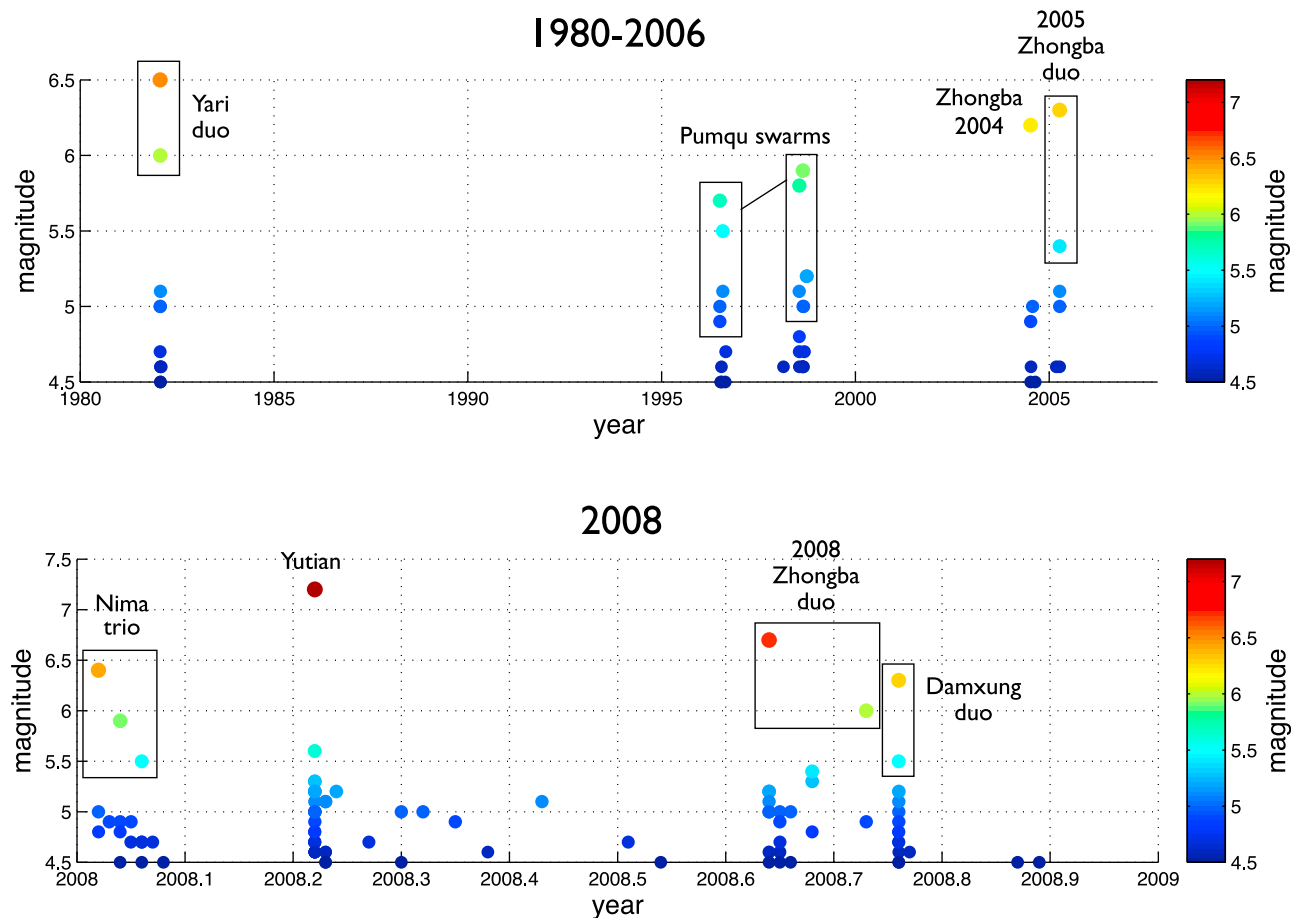 1980-2006
2005
Zhongba
duo
Yari
duo
Pumqu swarms
Zhongba
2004
6.5
6
5.5
5
4.5
magnitude
1980
1985
1990
1995
2000
2005
year
7
6.5
6
5.5
5
4.5
magnitude
2008
Nima
trio
Yutian
2008
Zhongba
duo
Damxung
duo
7.5
7
6.5
6
5.5
5
4.5
magnitude
2008
2008.1
2008.2
2008.3
2008.4
2008.5
2008.6
2008.7
2008.8
2008.9
2009
year
7
6.5
6
5.5
5
4.5
magnitude